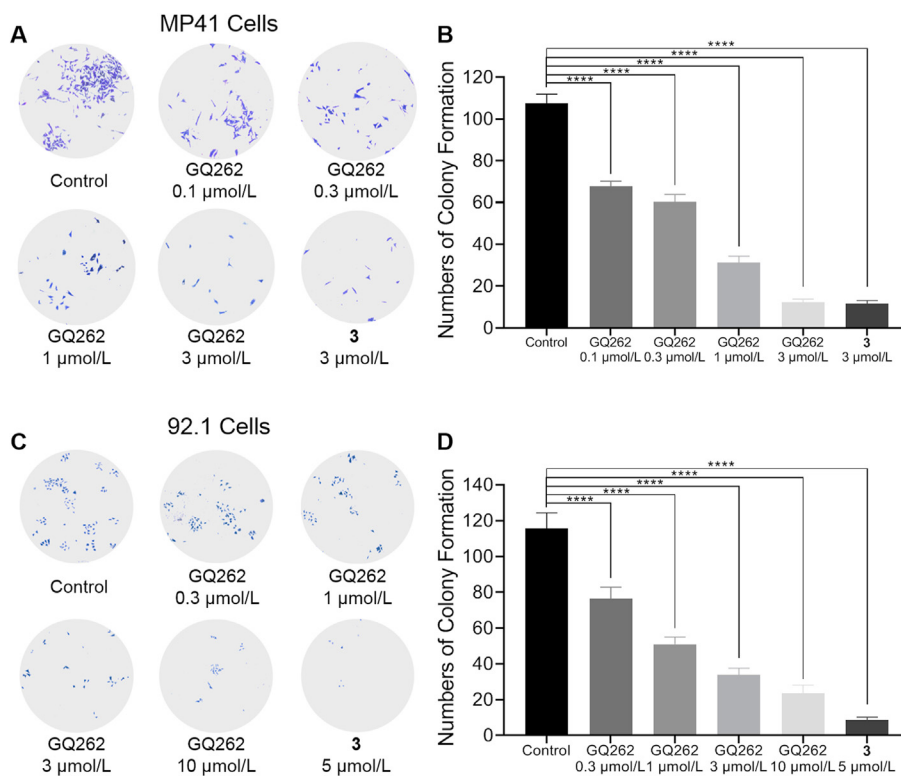 A
MP41 Cells
Control
GQ262
0.1 μmol/L
GQ262
0.3 μmol/L
GQ262
1 μmol/L
GQ262
3 μmol/L
3
3 μmol/L
B
Numbers of Colony Formation
120
100
80
60
40
20
0
****
****
****
****
****
Control
GQ262
0.1 μmol/L
GQ262
0.3 μmol/L
GQ262
1 μmol/L
GQ262
3 μmol/L
3
3 μmol/L
C
92.1 Cells
Control
GQ262
0.3 μmol/L
GQ262
1 μmol/L
GQ262
3 μmol/L
GQ262
10 μmol/L
3
5 μmol/L
D
Numbers of Colony Formation
140
120
100
80
60
40
20
0
****
****
****
****
****
Control
GQ262
0.3 μmol/L
GQ262
1 μmol/L
GQ262
3 μmol/L
GQ262
10 μmol/L
3
5 μmol/L